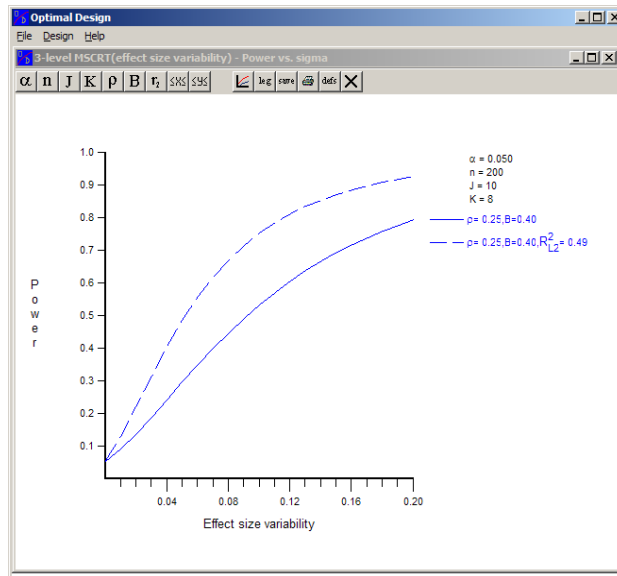 Optimal Design
File Design Help
3-level MSCRT(effect size variability) - Power vs. sigma
α n J K ρ B r₂ ≤x≤ ≤y≤ leg save defs X
α = 0.050
n = 200
J = 10
K = 8
ρ= 0.25,B=0.40
ρ= 0.25,B=0.40,R²L2= 0.49
1.0
0.9
0.8
0.7
0.6
0.5
0.4
0.3
0.2
0.1
Power
0.04 0.08 0.12 0.16 0.20
Effect size variability